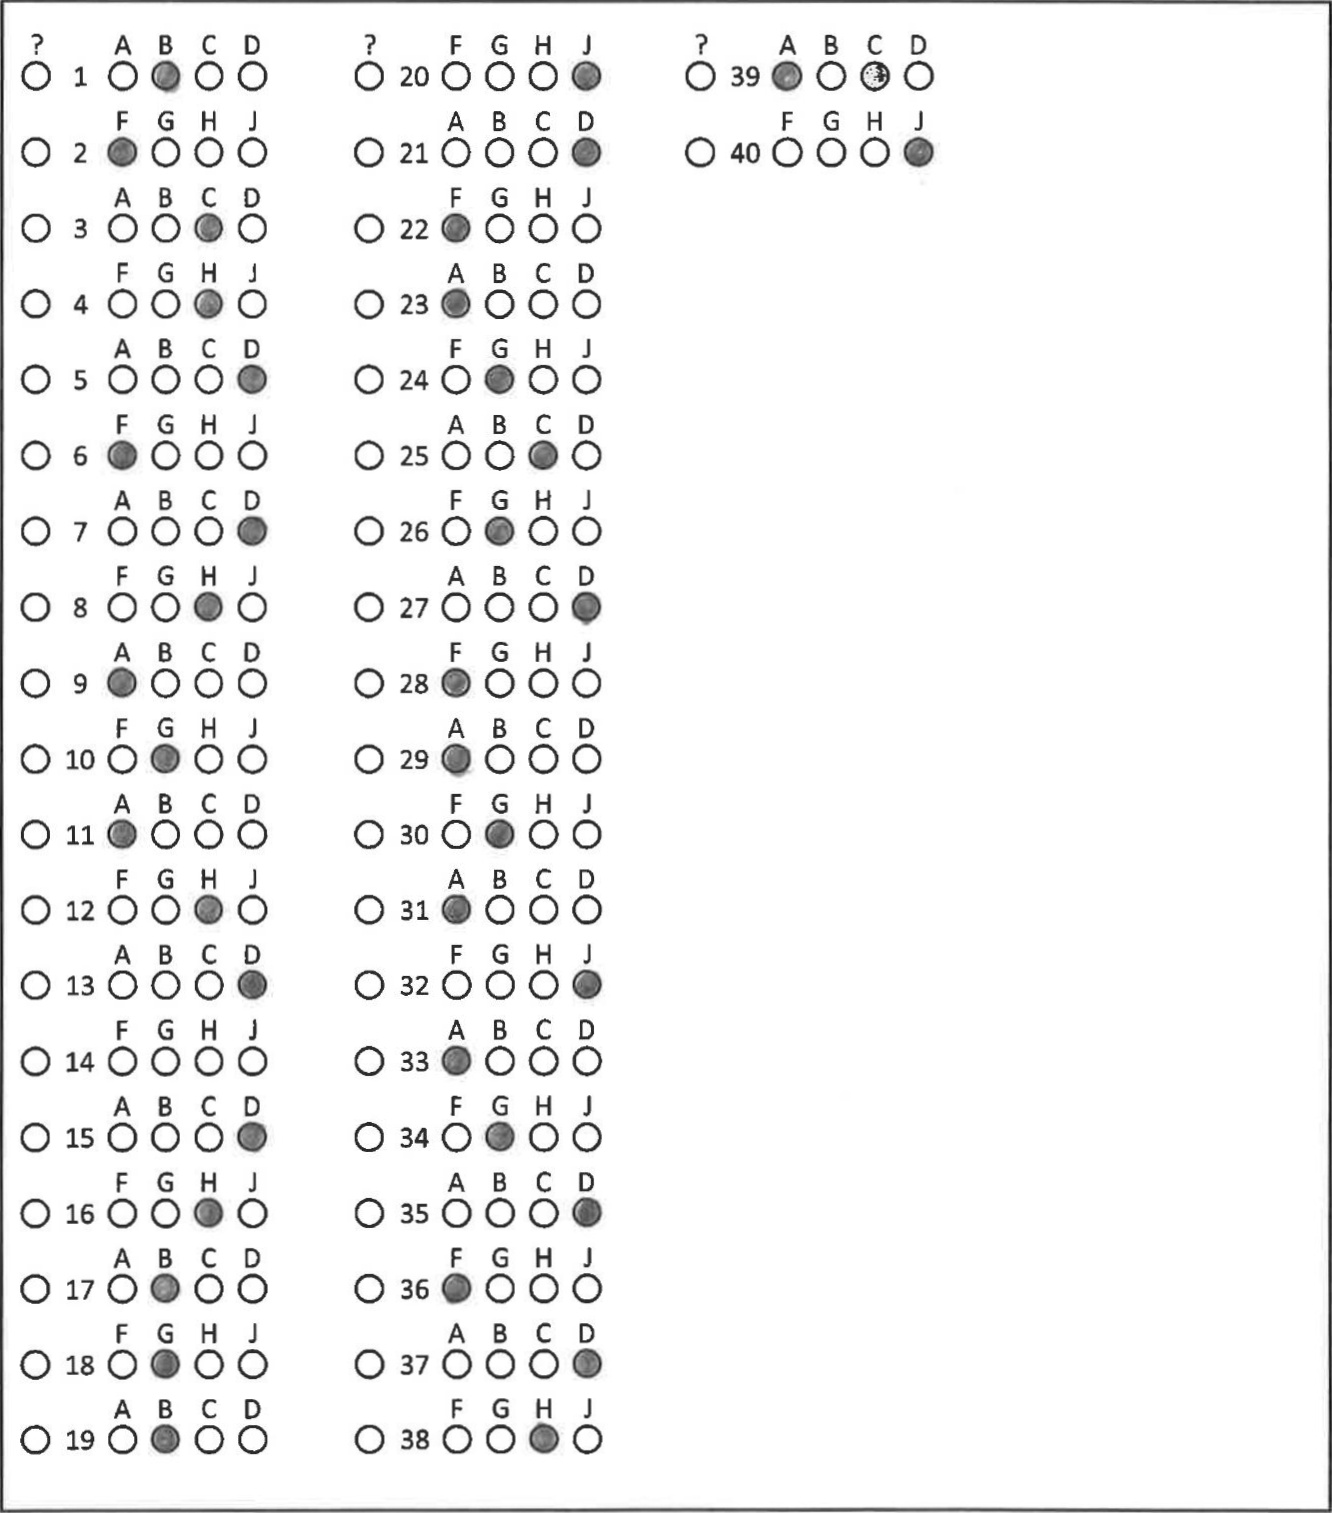 ? A B C D
1
F G H J
2
A B C D
3
F G H J
4
A B C D
5
F G H J
6
A B C D
7
F G H J
8
A B C D
9
F G H J
10
A B C D
11
F G H J
12
A B C D
13
F G H J
14
A B C D
15
F G H J
16
A B C D
17
F G H J
18
A B C D
19
? F G H J
20
A B C D
21
F G H J
22
A B C D
23
F G H J
24
A B C D
25
F G H J
26
A B C D
27
F G H J
28
A B C D
29
F G H J
30
A B C D
31
F G H J
32
A B C D
33
F G H J
34
A B C D
35
F G H J
36
A B C D
37
F G H J
38
? A B C D
39
F G H J
40